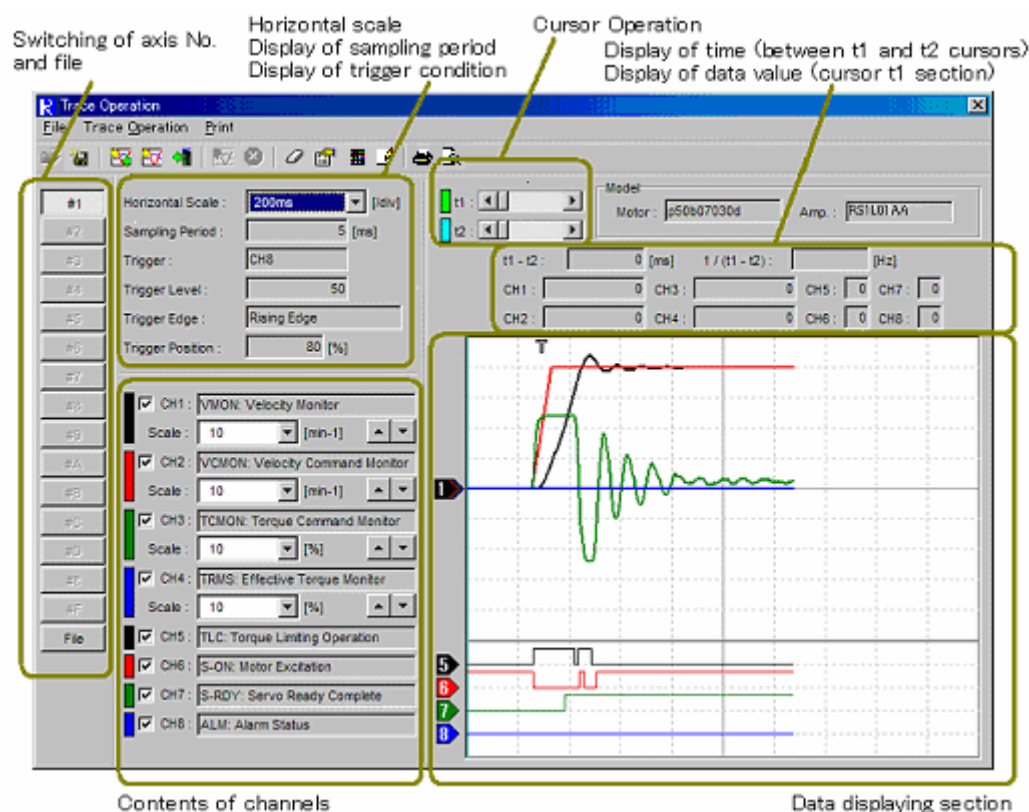 Switching of axis No.
and file
Horizontal scale
Display of sampling period
Display of trigger condition
Cursor Operation
Display of time (between t1 and t2 cursors)
Display of data value (cursor t1 section)
Trace Operation
File Trace Operation Print
#1
#2
#3
#4
#5
#6
#7
#8
#9
#A
#B
#C
#D
#E
#F
File
Horizontal Scale : 200ms [/div]
Sampling Period : 5 [ms]
Trigger : CH8
Trigger Level : 50
Trigger Edge : Rising Edge
Trigger Position : 80 [%]
t1 :
t2 :
Model
Motor : p50b07030d Amp. : RS1L01AA
t1 - t2 : 0 [ms] 1 / (t1 - t2) : [Hz]
CH1 : 0 CH3 : 0 CH5 : 0 CH7 : 0
CH2 : 0 CH4 : 0 CH6 : 0 CH8 : 0
CH1 : VMON: Velocity Monitor
Scale : 10 [min-1]
CH2 : VCMON: Velocity Command Monitor
Scale : 10 [min-1]
CH3 : TCMON: Torque Command Monitor
Scale : 10 [%]
CH4 : TRMS: Effective Torque Monitor
Scale : 10 [%]
CH5 : TLC: Torque Limiting Operation
CH6 : S-ON: Motor Excitation
CH7 : S-RDY: Servo Ready Complete
CH8 : ALM: Alarm Status
T
1
5
6
7
8
Contents of channels
Data displaying section